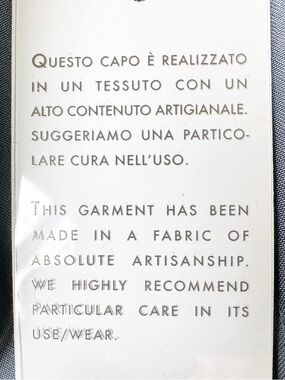 QUESTO CAPO È REALIZZATO
IN UN TESSUTO CON UN
ALTO CONTENUTO ARTIGIANALE.
SUGGERIAMO UNA PARTICO-
LARE CURA NELL'USO.
THIS GARMENT HAS BEEN
MADE IN A FABRIC OF
ABSOLUTE ARTISANSHIP.
WE HIGHLY RECOMMEND
PARTICULAR CARE IN ITS
USE/WEAR.